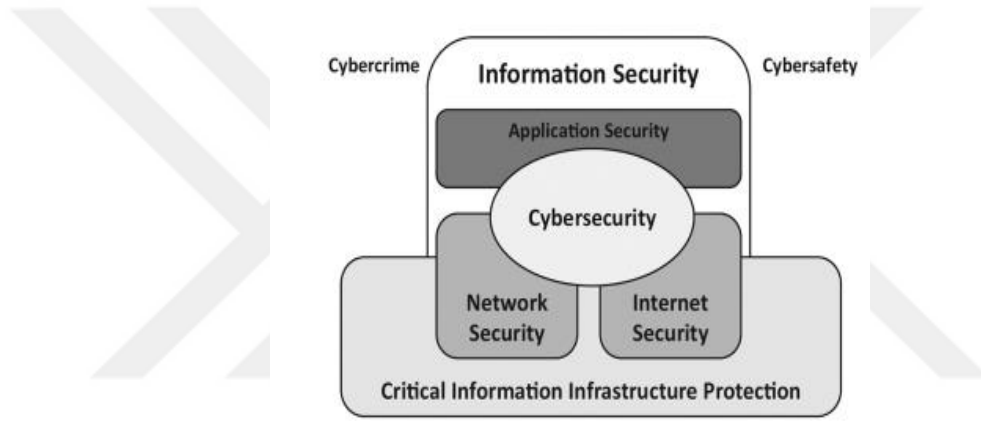 Cybercrime
Information Security
Cybersafety
Application Security
Cybersecurity
Network
Security
Internet
Security
Critical Information Infrastructure Protection